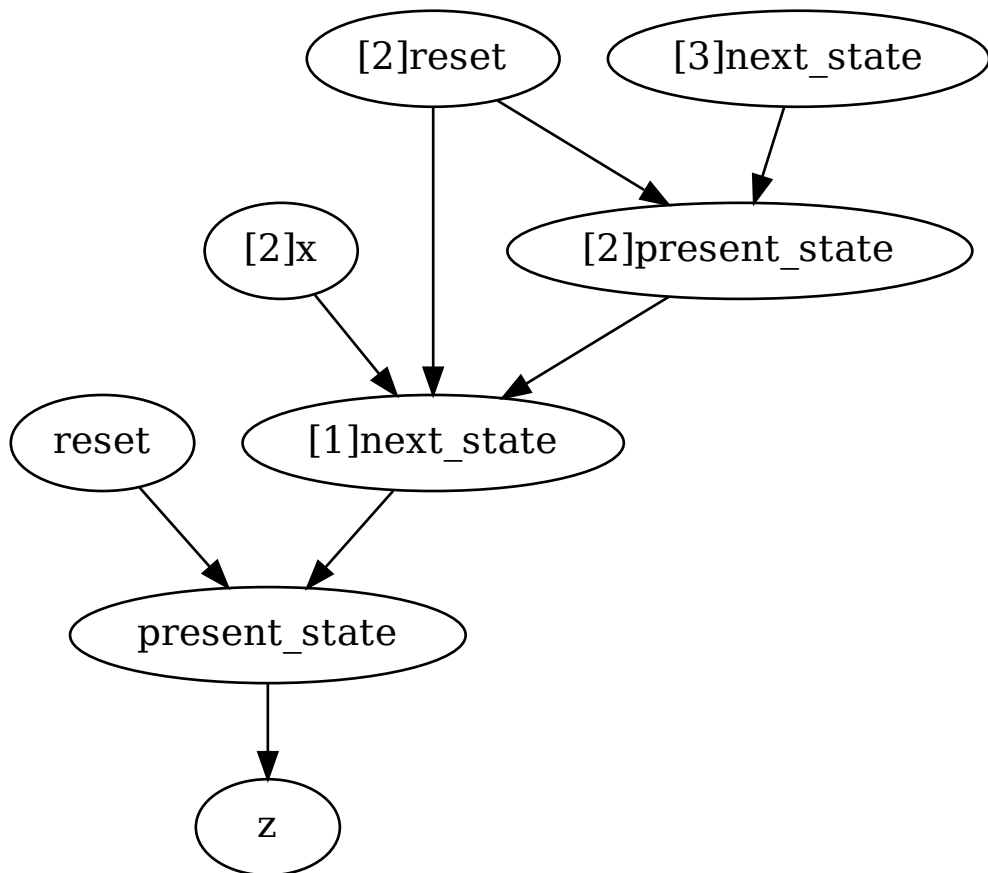 [2]reset
[3]next_state
[2]x
[2]present_state
reset
[1]next_state
present_state
z